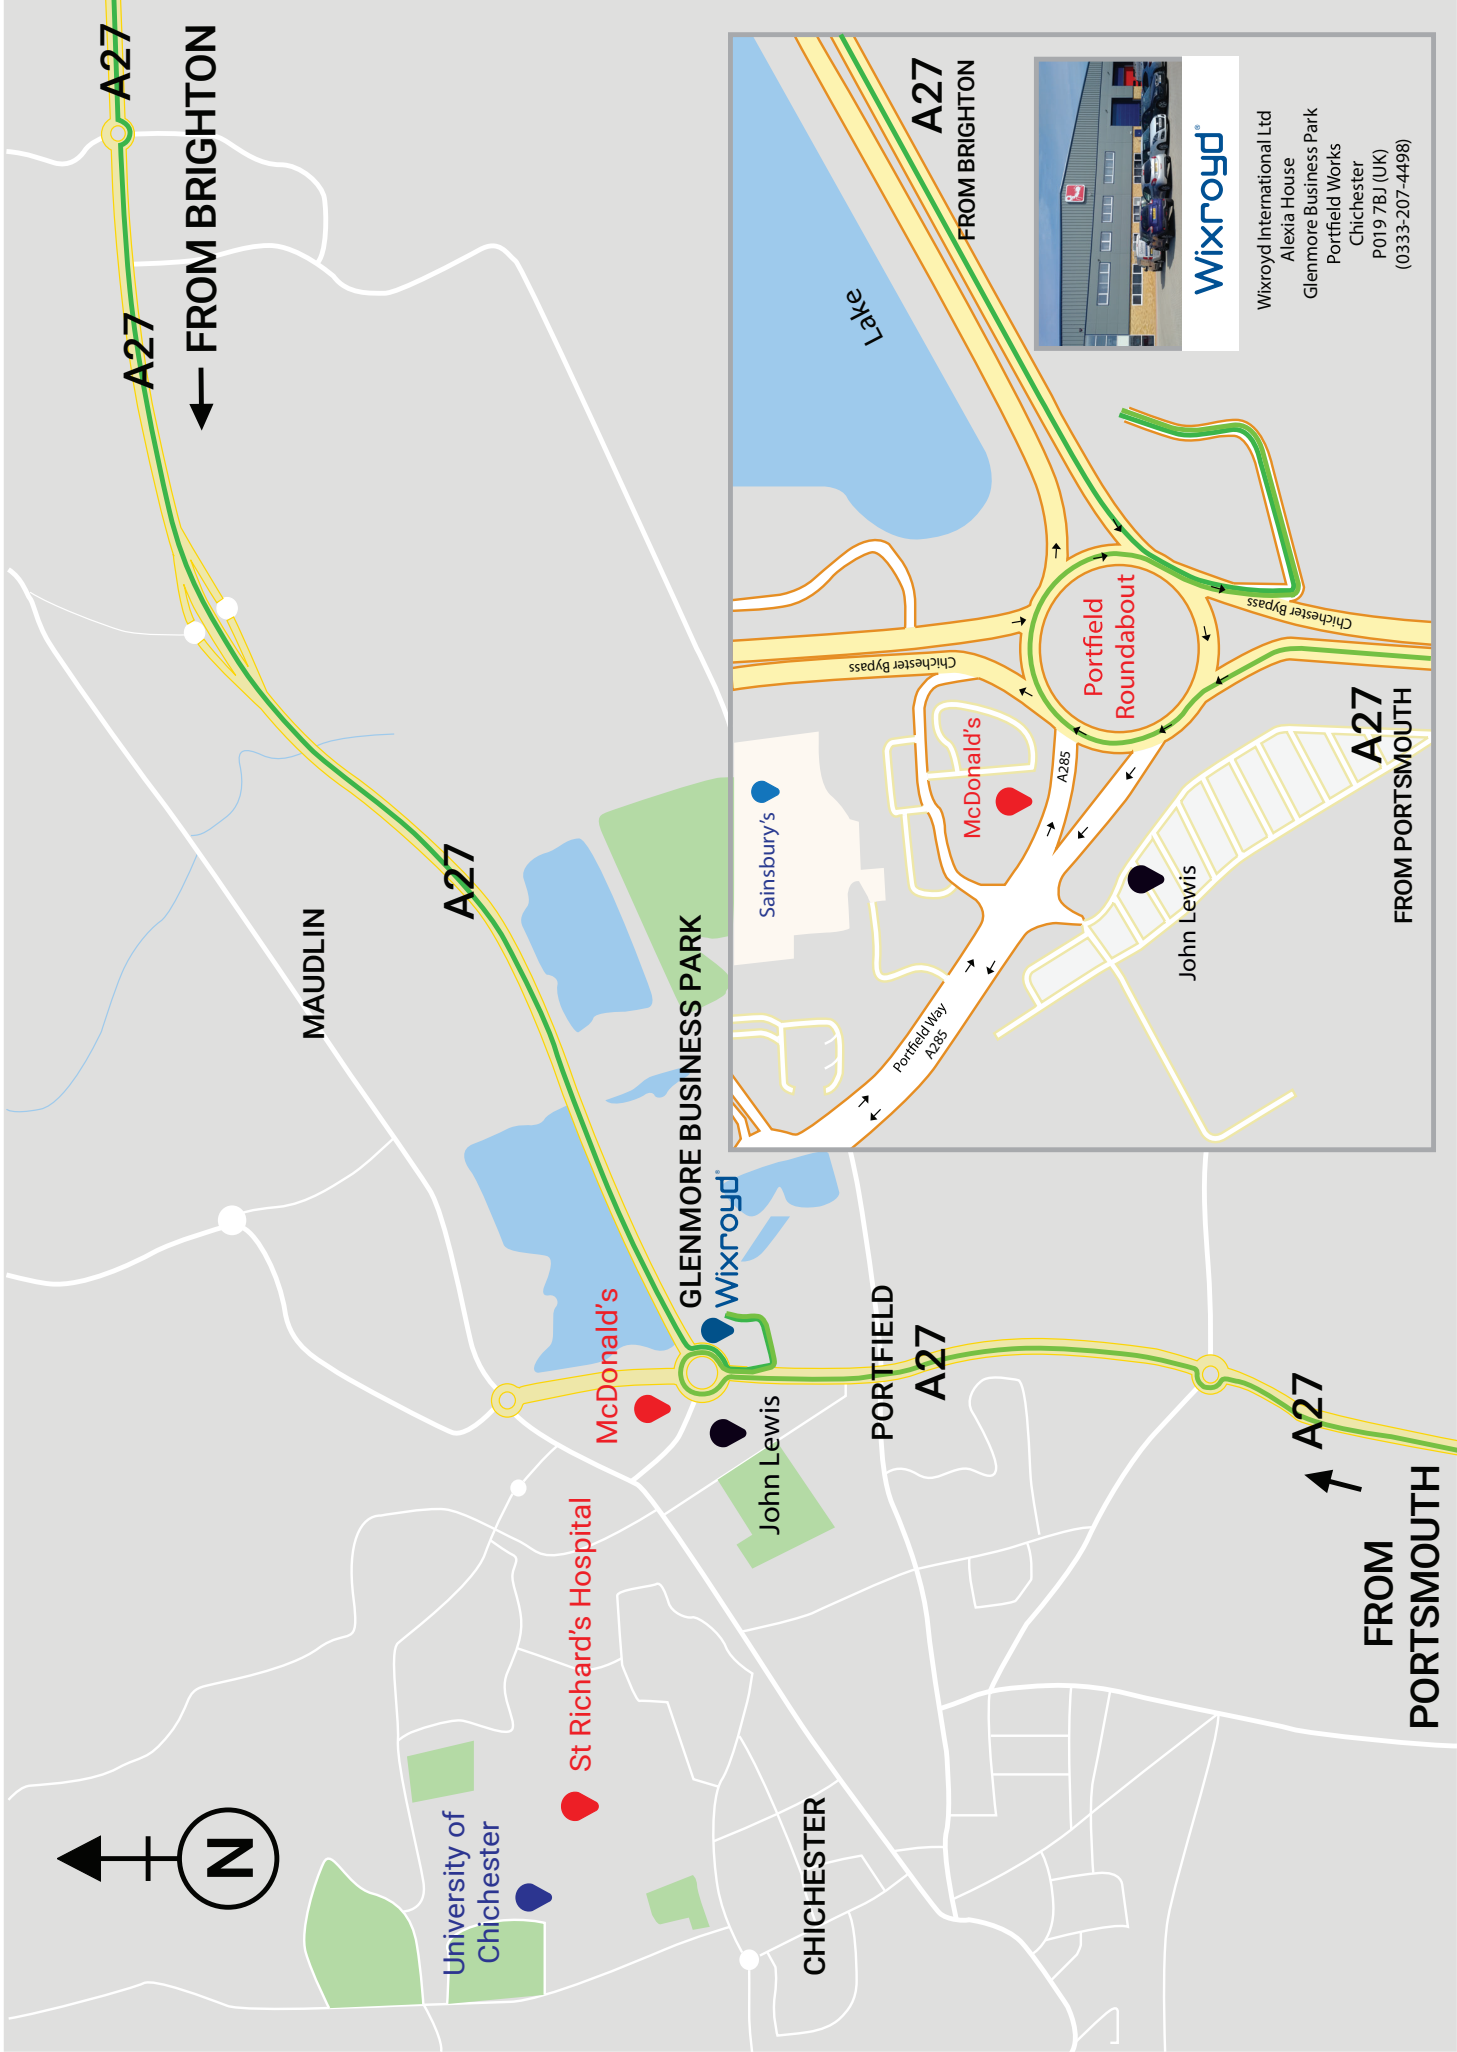 A27
FROM BRIGHTON
A27
A27
MAUDLIN
GLENMORE BUSINESS PARK
Wixroyd®
McDonald's
John Lewis
PORTFIELD
A27
A27
FROM
PORTSMOUTH
St Richard's Hospital
University of
Chichester
CHICHESTER
N
A27
FROM BRIGHTON
Lake
Wixroyd®
Wixroyd International Ltd
Alexia House
Glenmore Business Park
Portfield Works
Chichester
P019 7BJ (UK)
(0333-207-4498)
Portfield
Roundabout
Chichester Bypass
Chichester Bypass
Sainsbury's
McDonald's
A285
John Lewis
Portfield Way
A285
A27
FROM PORTSMOUTH